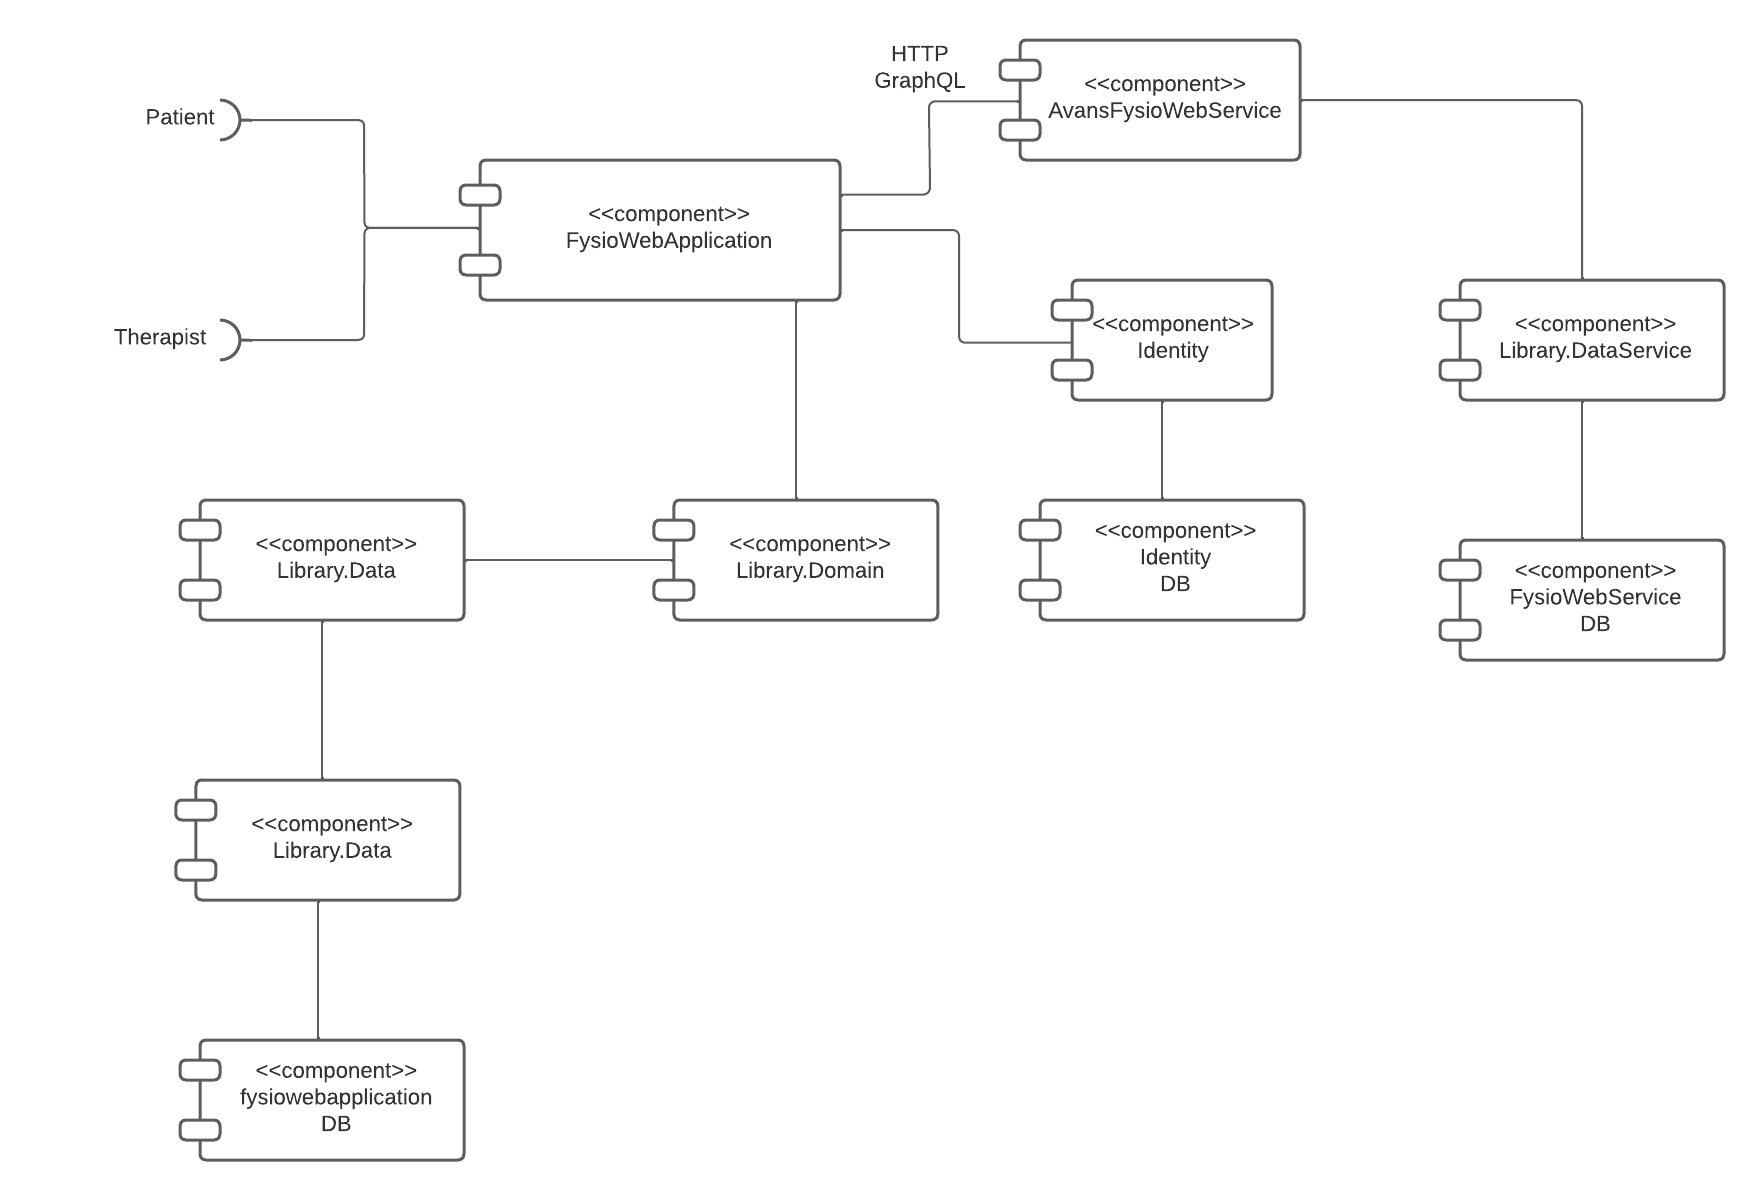 HTTP
GraphQL
<<component>>
AvansFysioWebService
Patient
<<component>>
FysioWebApplication
Therapist
<<component>>
Identity
<<component>>
Library.DataService
<<component>>
Library.Data
<<component>>
Library.Domain
<<component>>
Identity
DB
<<component>>
FysioWebService
DB
<<component>>
Library.Data
<<component>>
fysiowebapplication
DB